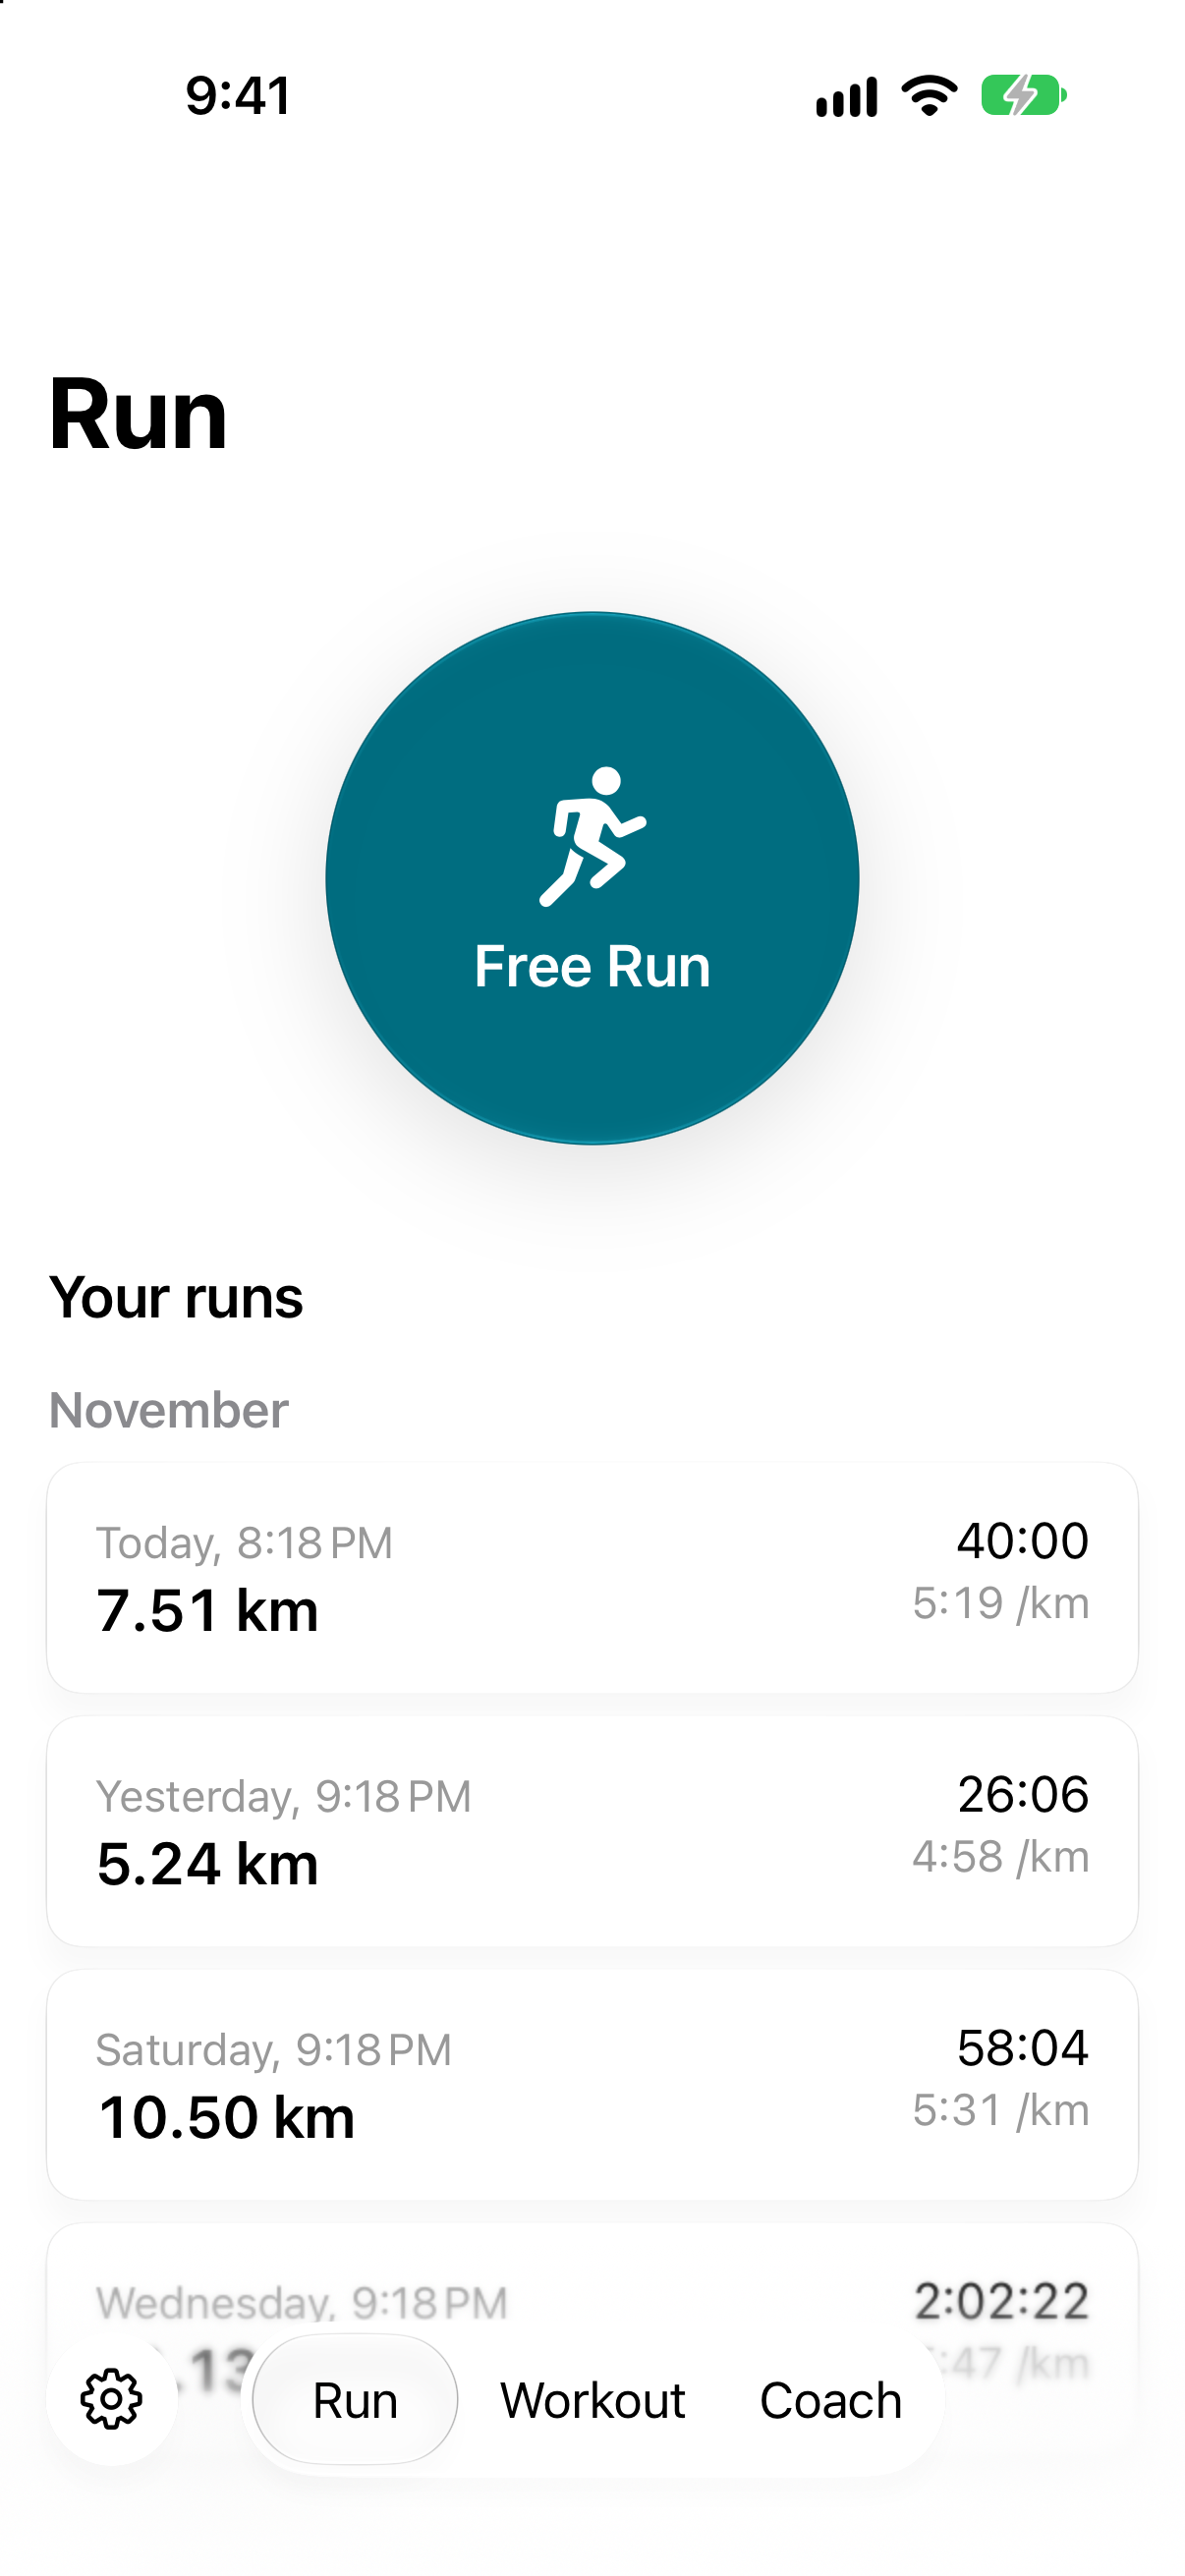 9:41
Run
Free Run
Your runs
November
Today, 8:18 PM
40:00
7.51 km
5:19 /km
Yesterday, 9:18 PM
26:06
5.24 km
4:58 /km
Saturday, 9:18 PM
58:04
10.50 km
5:31 /km
Wednesday, 9:18 PM
2:02:22
Run
Workout
Coach